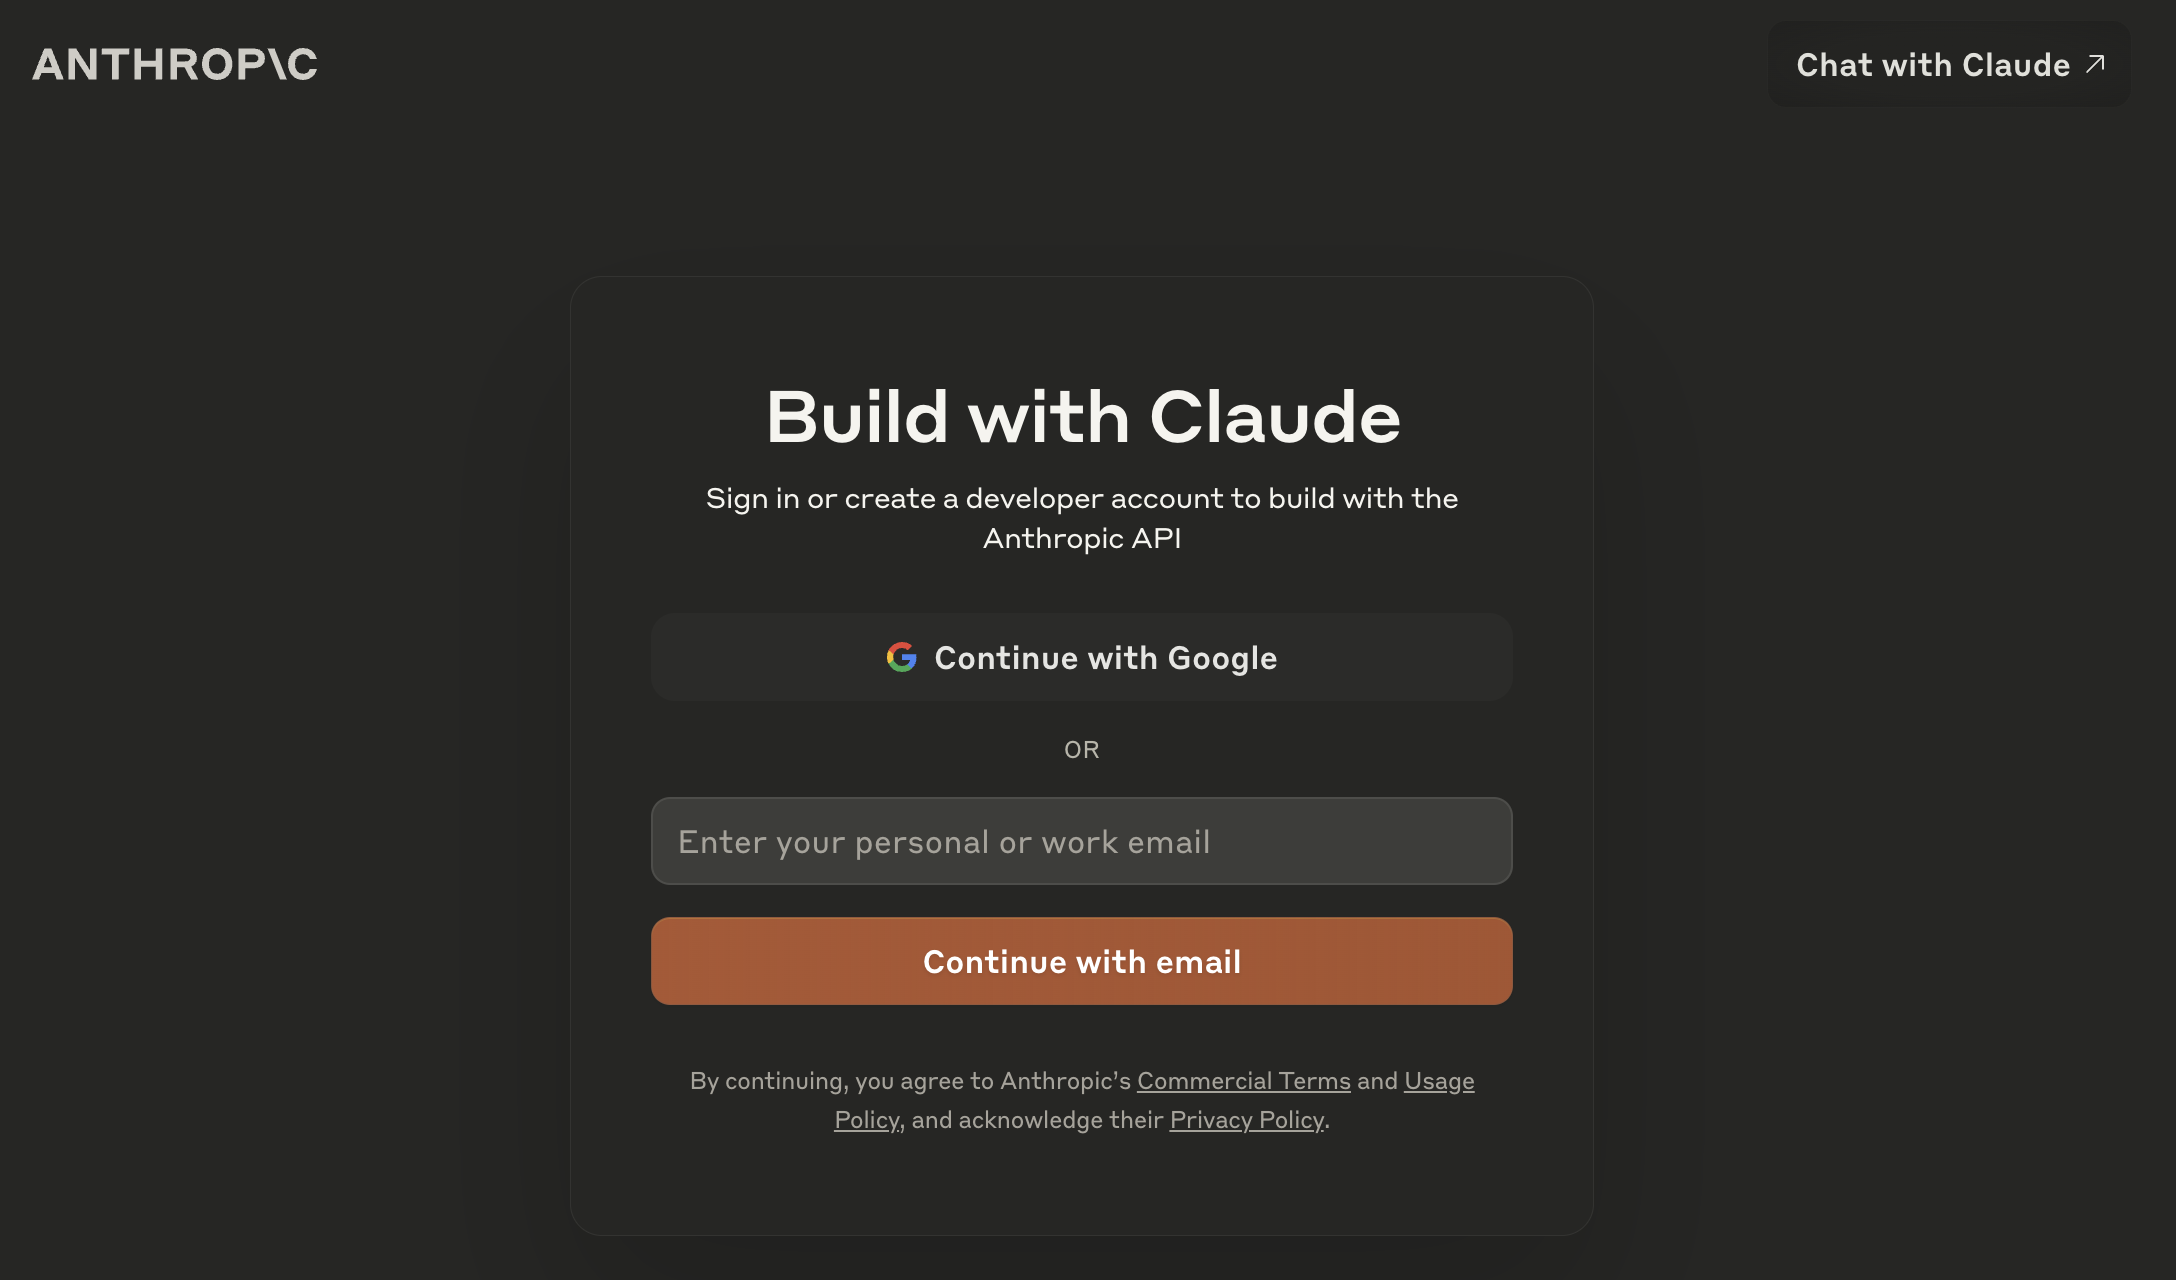 ANTHROP\C
Chat with Claude
Build with Claude
Sign in or create a developer account to build with the
Anthropic API
Continue with Google
OR
Enter your personal or work email
Continue with email
By continuing, you agree to Anthropic’s Commercial Terms and Usage
Policy, and acknowledge their Privacy Policy.